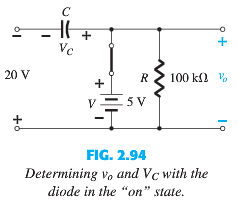 C
− − +
V_C
+
20 V
+
R
100 kΩ
v_o
V
5 V
−
+
−
FIG. 2.94
Determining v_o and V_C with the
diode in the “on” state.